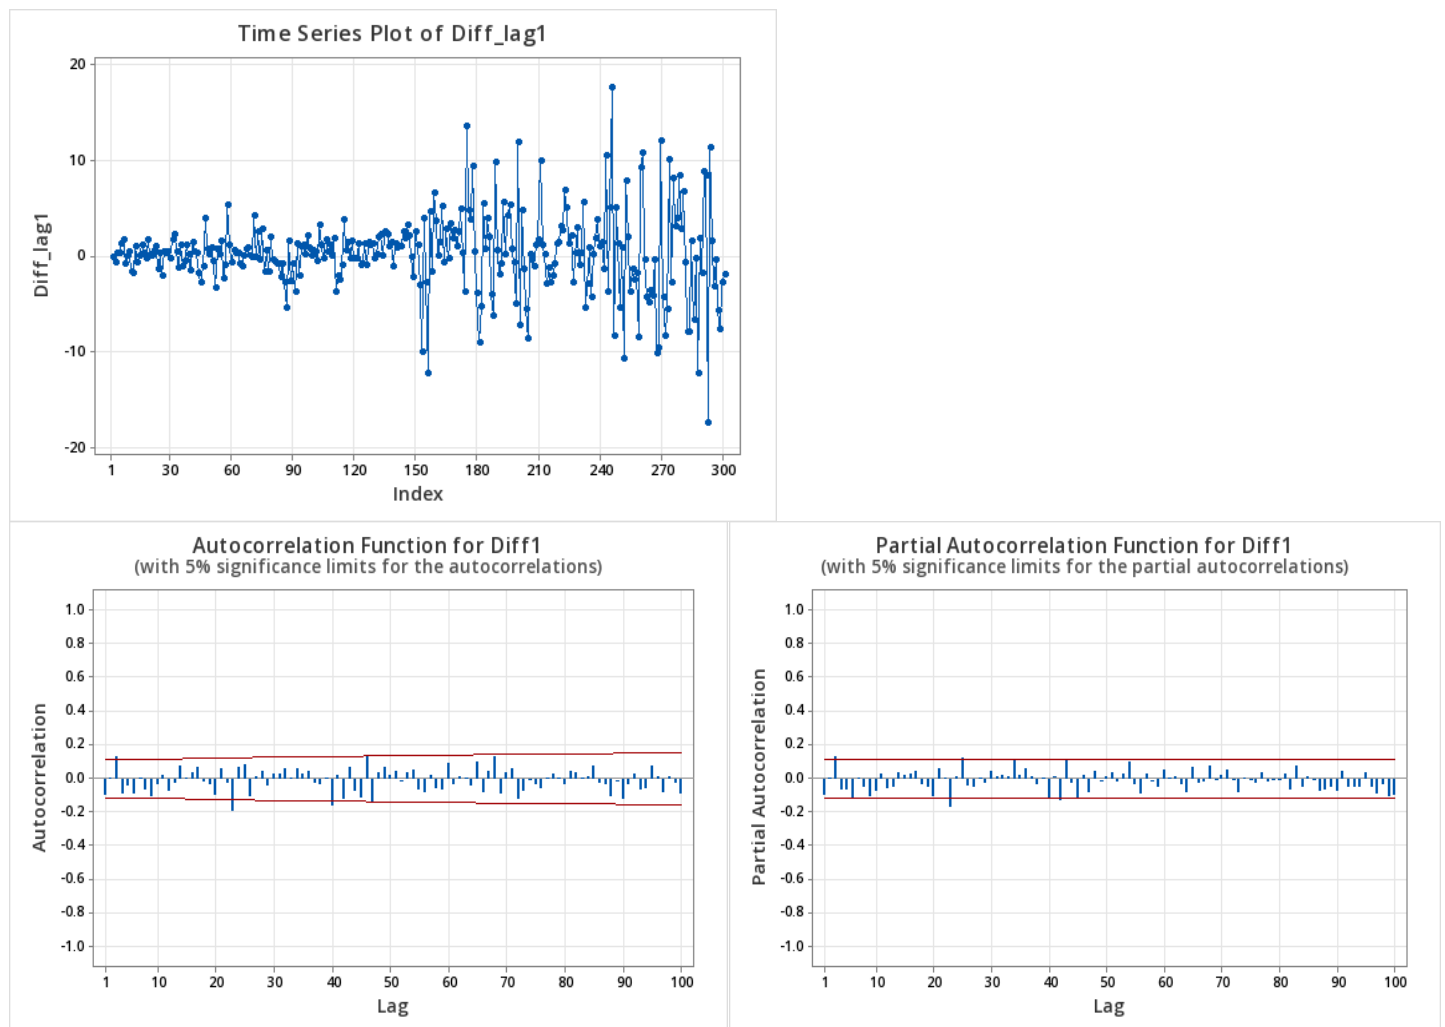 Time Series Plot of Diff_lag1
20
10
0
-10
-20
Diff_lag1
1 30 60 90 120 150 180 210 240 270 300
Index
Autocorrelation Function for Diff1
(with 5% significance limits for the autocorrelations)
1.0
0.8
0.6
0.4
0.2
0.0
-0.2
-0.4
-0.6
-0.8
-1.0
Autocorrelation
1 10 20 30 40 50 60 70 80 90 100
Lag
Partial Autocorrelation Function for Diff1
(with 5% significance limits for the partial autocorrelations)
1.0
0.8
0.6
0.4
0.2
0.0
-0.2
-0.4
-0.6
-0.8
-1.0
Partial Autocorrelation
1 10 20 30 40 50 60 70 80 90 100
Lag